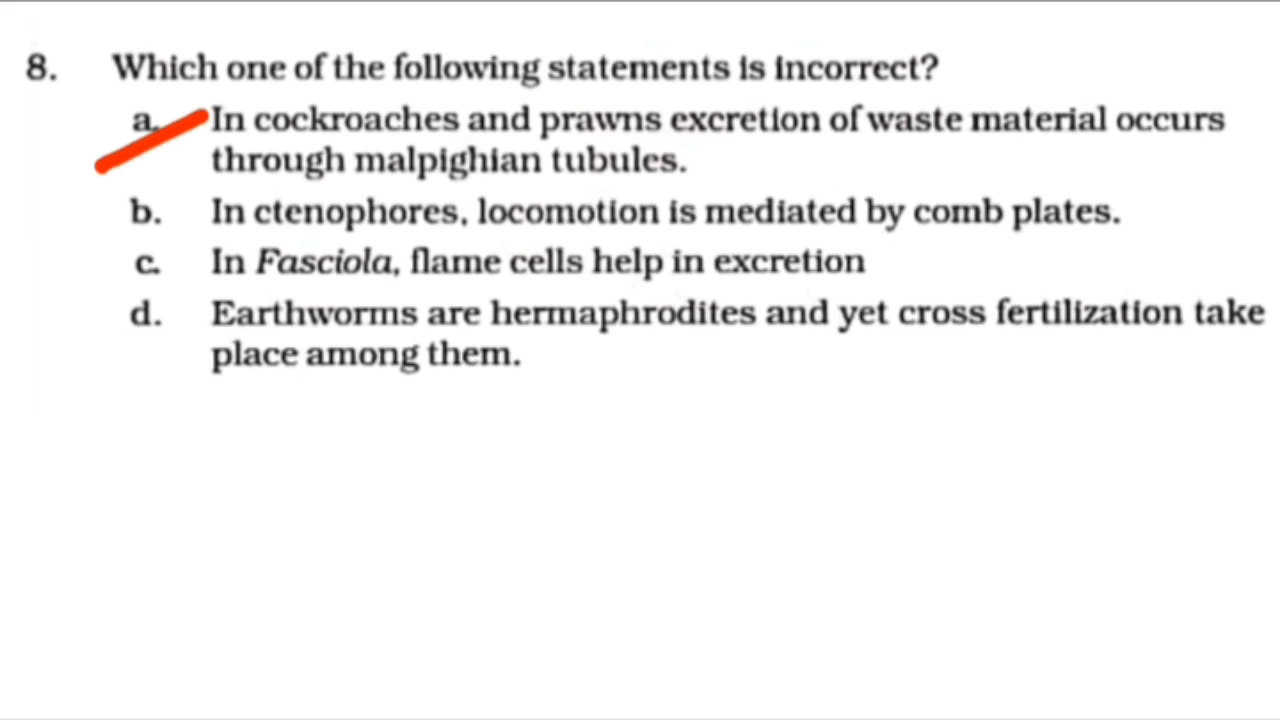 8. Which one of the following statements is incorrect?
a. In cockroaches and prawns excretion of waste material occurs
through malpighian tubules.
b. In ctenophores, locomotion is mediated by comb plates.
c. In Fasciola, flame cells help in excretion
d. Earthworms are hermaphrodites and yet cross fertilization take
place among them.